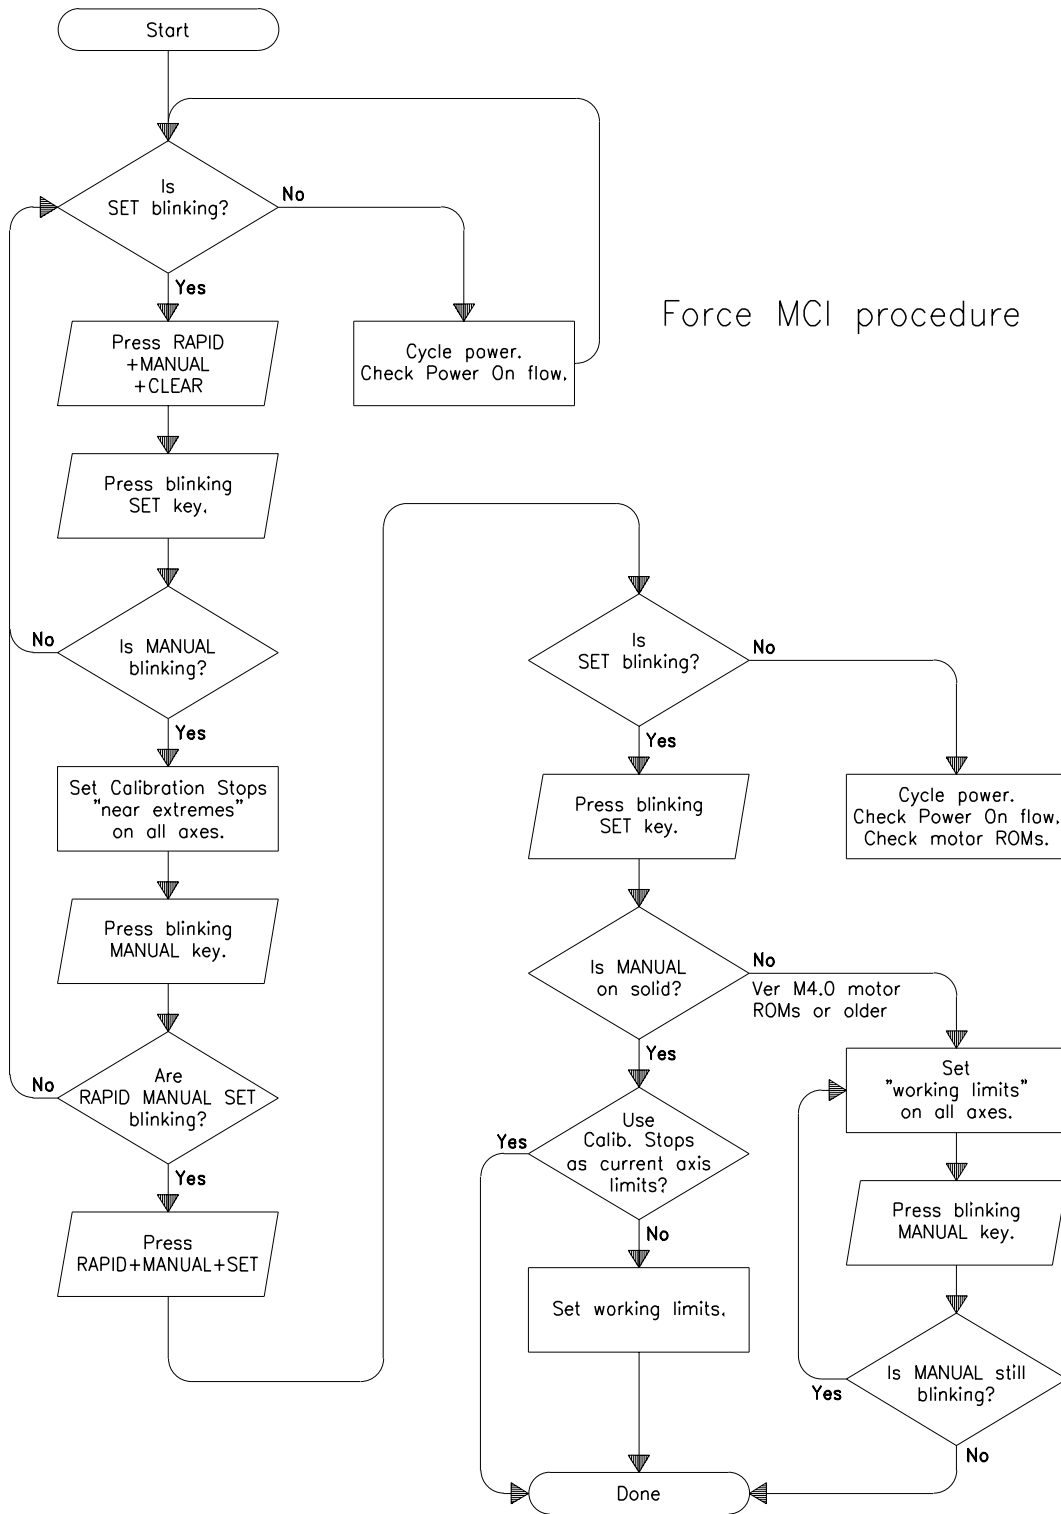 Start
Is
SET blinking?
No
Yes
Force MCI procedure
Press RAPID
+MANUAL
+CLEAR
Cycle power.
Check Power On flow.
Press blinking
SET key.
Is MANUAL
blinking?
No
Yes
Set Calibration Stops
"near extremes"
on all axes.
Press blinking
MANUAL key.
Are
RAPID MANUAL SET
blinking?
No
Yes
Press
RAPID+MANUAL+SET
Is
SET blinking?
No
Yes
Press blinking
SET key.
Cycle power.
Check Power On flow.
Check motor ROMs.
Is MANUAL
on solid?
No
Ver M4.0 motor
ROMs or older
Yes
Use
Calib. Stops
as current axis
limits?
Yes
No
Set working limits.
Set
"working limits"
on all axes.
Press blinking
MANUAL key.
Is MANUAL still
blinking?
Yes
No
Done